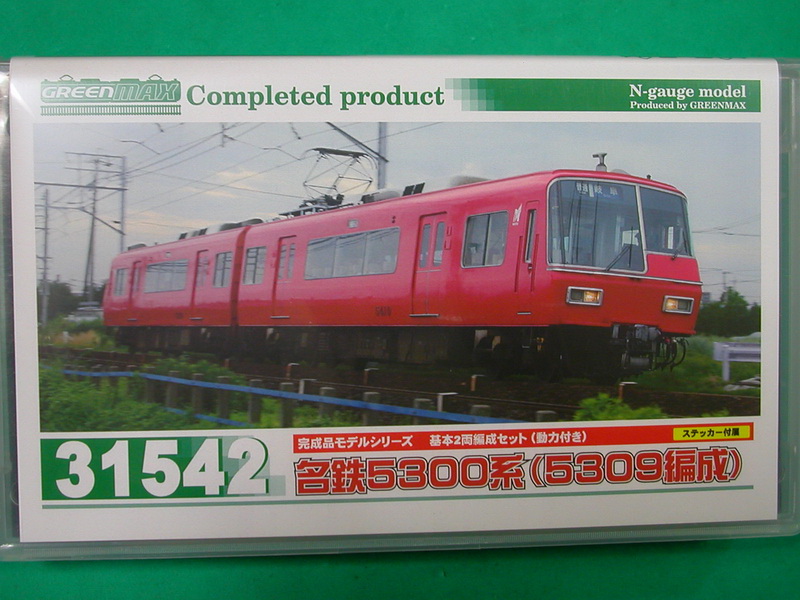 GREENMAX Completed product
N-gauge model
Produced by GREENMAX
31542
完成品モデルシリーズ 基本2両編成セット(動力付き)
ステッカー付属
名鉄5300系(5309編成)